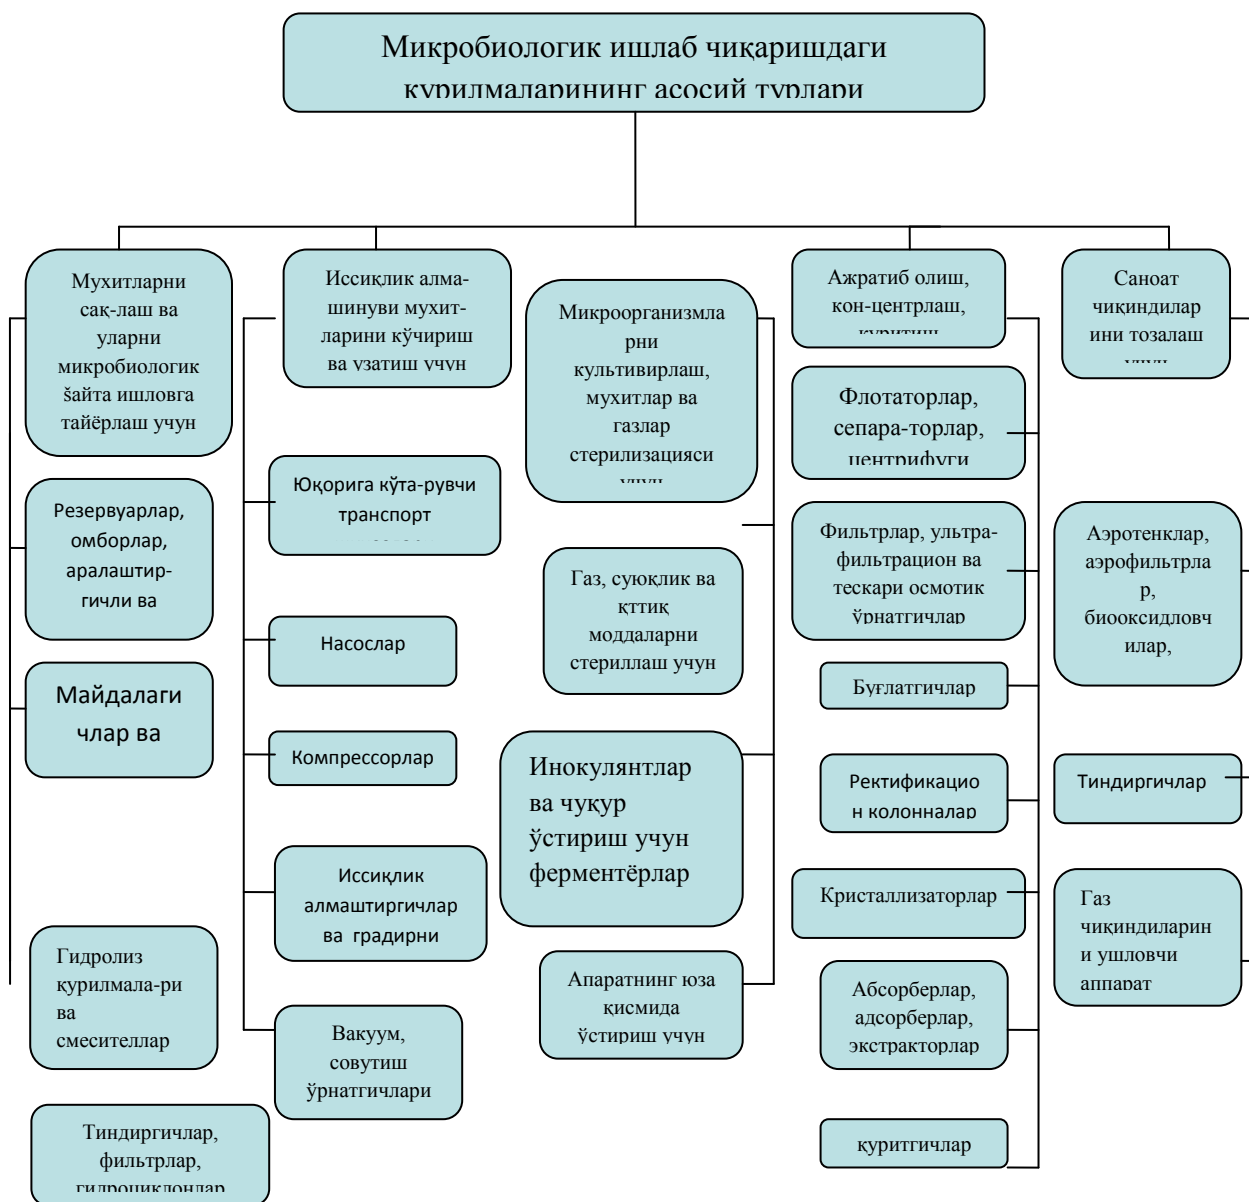 Микробиологик ишлаб чиқаришдаги
қурилмаларининг асосий турлари
Мухитларни
сақ-лаш ва
уларни
микробиологик
šайта ишловга
тайёрлаш учун
Резервуарлар,
омборлар,
аралаштир-
гичли ва
Майдалаги
члар ва
Гидролиз
қурилмала-ри
ва
смесителлар
Тиндиргичлар,
фильтрлар,
гидроциклонлар
Иссиқлик алма-
шинуви мухит-
ларини кўчириш
ва узатиш учун
Юқорига кўта-рувчи
транспорт
Насослар
Компрессорлар
Иссиқлик
алмаштиргичлар
ва градирни
Вакуум,
совутиш
ўрнатгичлари
Микроорганизмла
рни
культивирлаш,
мухитлар ва
газлар
стерилизацияси
учун
Газ, суюқлик ва
қттиқ
моддаларни
стериллаш учун
Инокулянтлар
ва чуқур
ўстириш учун
ферментёрлар
Апаратнинг юза
қисмида
ўстириш учун
Ажратиб олиш,
кон-центрлаш,
қуритиш
Флотаторлар,
сепара-торлар,
центрифуги
Фильтрлар, ультра-
фильтрацион ва
тескари осмотик
ўрнатгичлар
Буғлатгичлар
Ректификацио
н колонналар
Кристаллизаторлар
Абсорберлар,
адсорберлар,
экстракторлар
қуритгичлар
Саноат
чиқиндилар
ини тозалаш
учун
Аэротенклар,
аэрофильтрла
р,
биооксидловч
илар,
Тиндиргичлар
Газ
чиқиндиларин
и ушловчи
аппарат